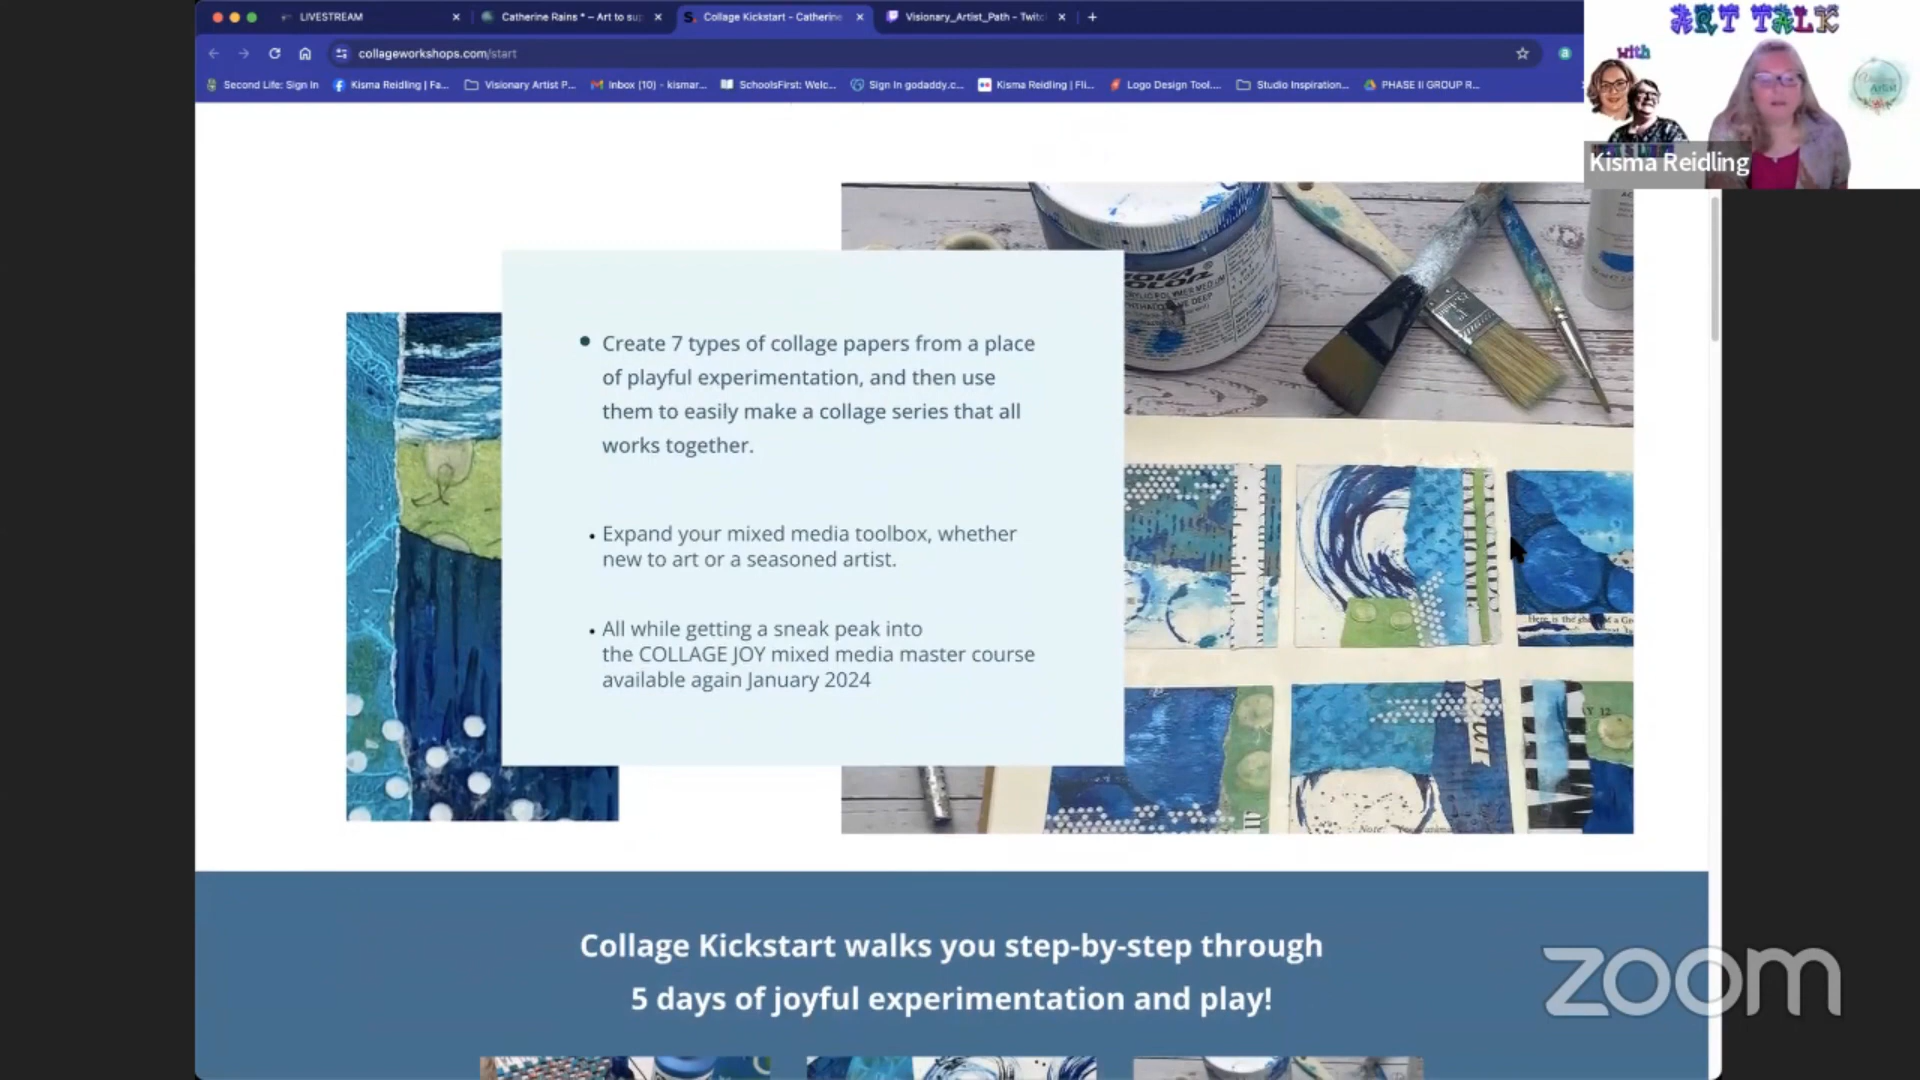 LIVESTREAM
Catherine Rains * – Art to su
Collage Kickstart - Catherine
Visionary_Artist_Path - Twitc
collageworkshops.com/start
Second Life: Sign In
Kisma Reidling | Fa...
Visionary Artist P...
Inbox (10) - kismar...
SchoolsFirst: Welc...
Sign In godaddy.c...
Kisma Reidling | Fli...
Logo Design Tool....
Studio Inspiration...
PHASE II GROUP R...
ART TALK
with
Kisma Reidling
• Create 7 types of collage papers from a place
of playful experimentation, and then use
them to easily make a collage series that all
works together.
• Expand your mixed media toolbox, whether
new to art or a seasoned artist.
• All while getting a sneak peak into
the COLLAGE JOY mixed media master course
available again January 2024
Collage Kickstart walks you step-by-step through
5 days of joyful experimentation and play!
zoom